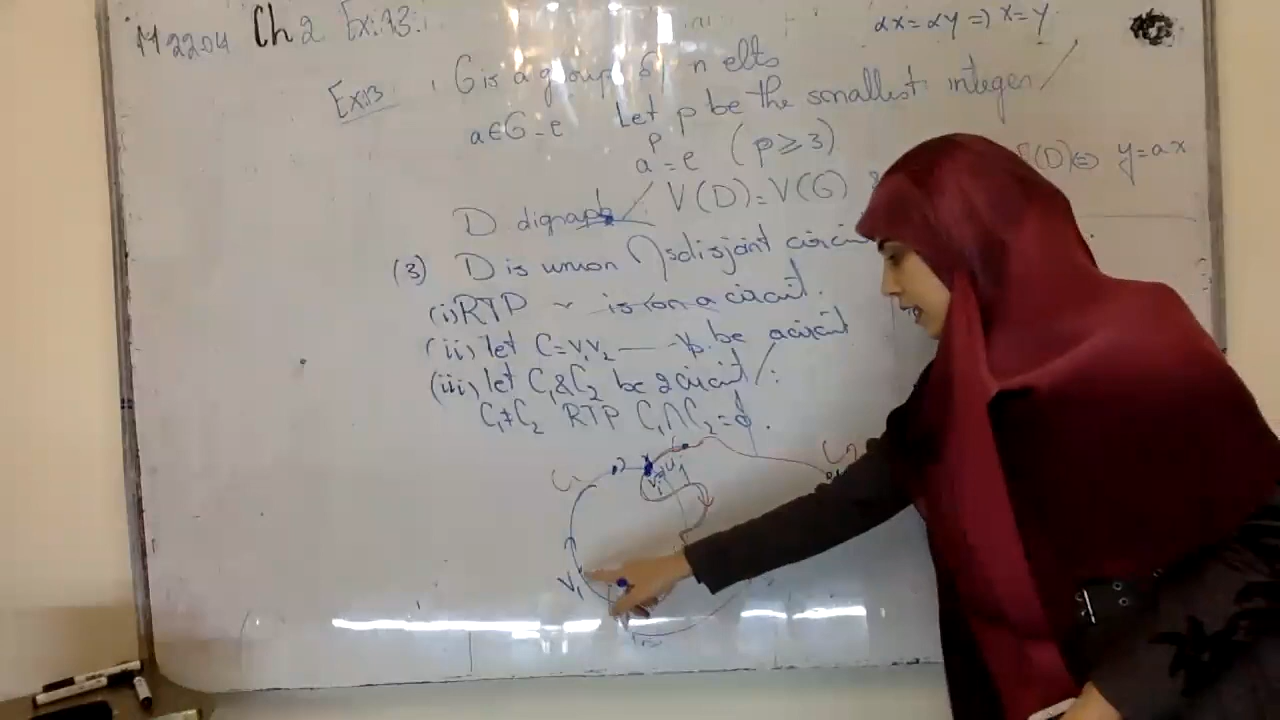 M2204 Ch2 Ex:13:
αx=αy=)x=y
Ex13: G is a group of n elts
a∈G-e Let p be the smallest integer/
a^p=e (p≥3)
D digraph/ V(D)=V(G) & (D)⇔ y=ax
(3) D is union disjoint circui
(i) RTP is on a circuit.
(ii) let C=V1V2 — Vp be a circuit
(iii) let C1&C2 be 2 circuit/:
C1≠C2 RTP C1∩C2=ϕ.
V1